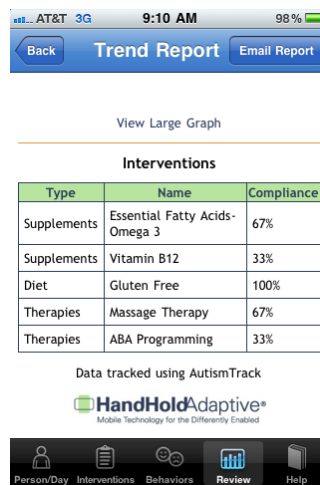 AT&T 3G 9:10 AM 98%
Back Trend Report Email Report
View Large Graph
Interventions
Type Name Compliance
Supplements Essential Fatty Acids-
Omega 3 67%
Supplements Vitamin B12 33%
Diet Gluten Free 100%
Therapies Massage Therapy 67%
Therapies ABA Programming 33%
Data tracked using AutismTrack
HandHoldAdaptive®
Mobile Technology for the Differently Enabled
Person/Day Interventions Behaviors Review Help